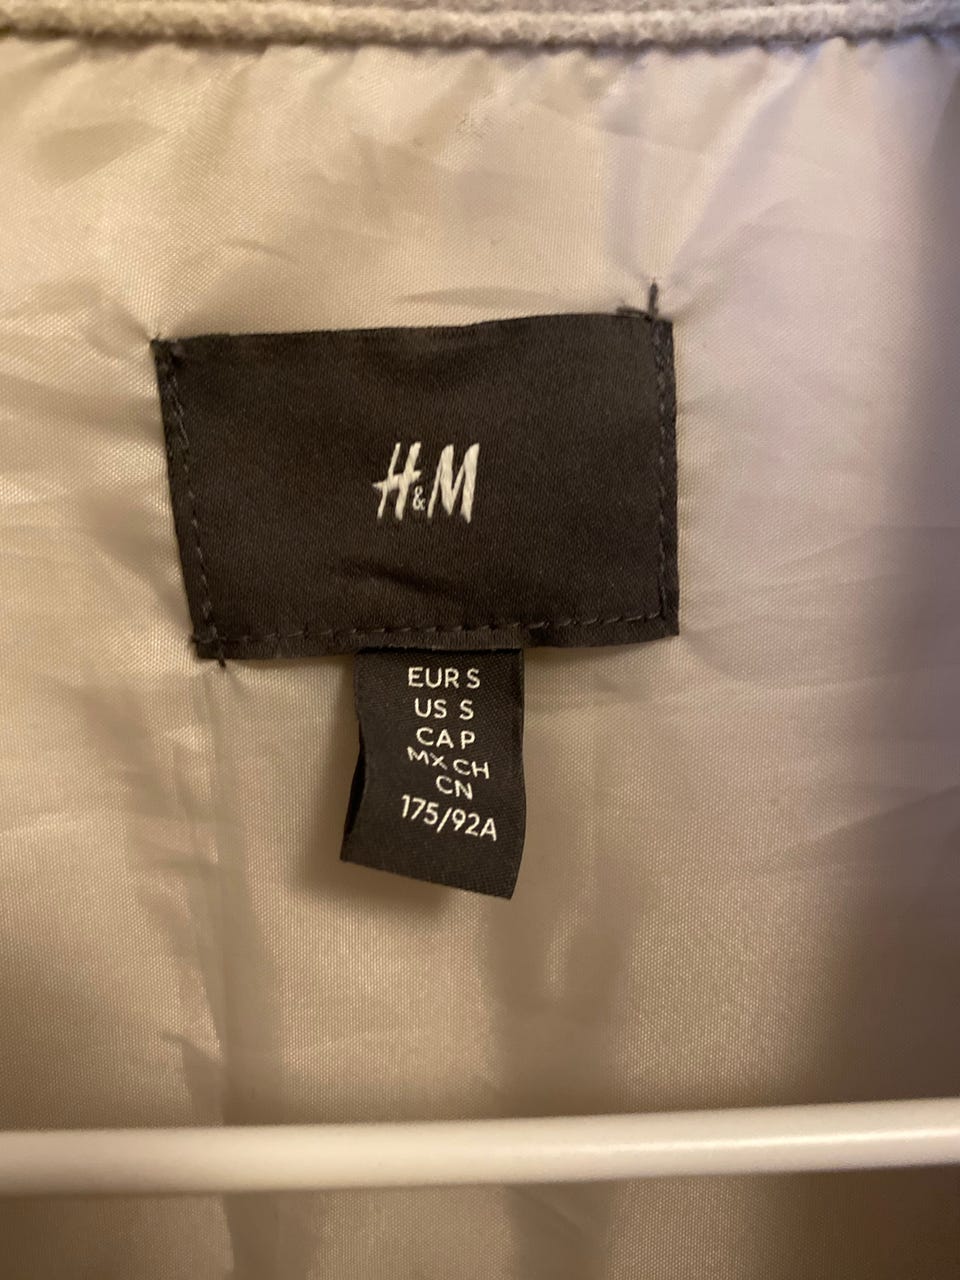 H&M
EUR S
US S
CA P
MX CH
CN
175/92A